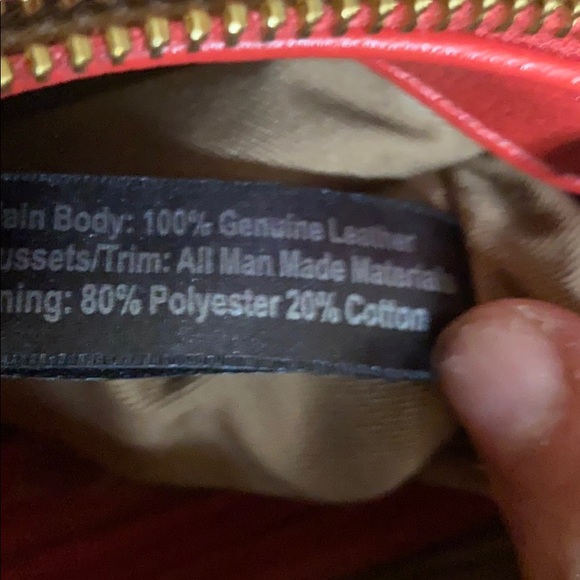 ain Body: 100% Genuine Leather
ussets/Trim: All Man Made Materials
ning: 80% Polyester 20% Cotton